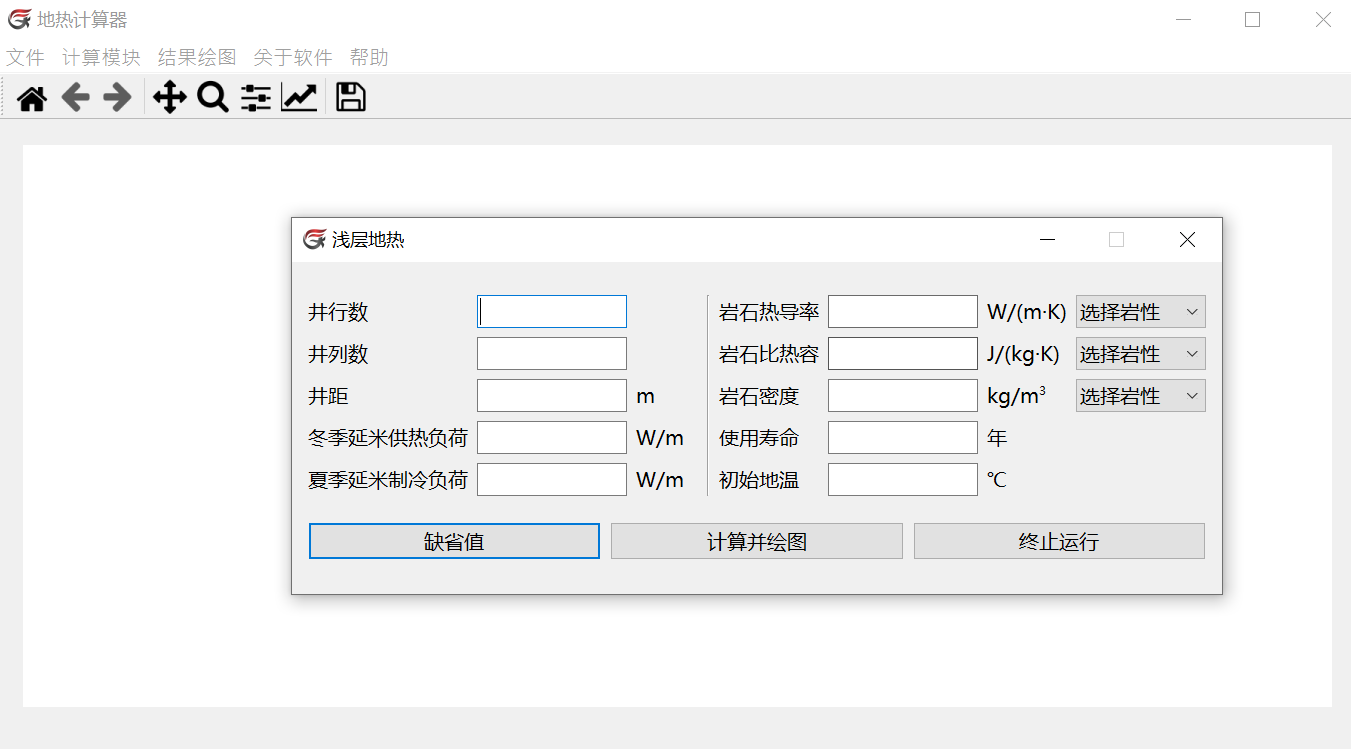 地热计算器
文件 计算模块 结果绘图 关于软件 帮助
浅层地热
井行数
井列数
井距 m
冬季延米供热负荷 W/m
夏季延米制冷负荷 W/m
岩石热导率 W/(m·K) 选择岩性
岩石比热容 J/(kg·K) 选择岩性
岩石密度 kg/m³ 选择岩性
使用寿命 年
初始地温 ℃
缺省值 计算并绘图 终止运行